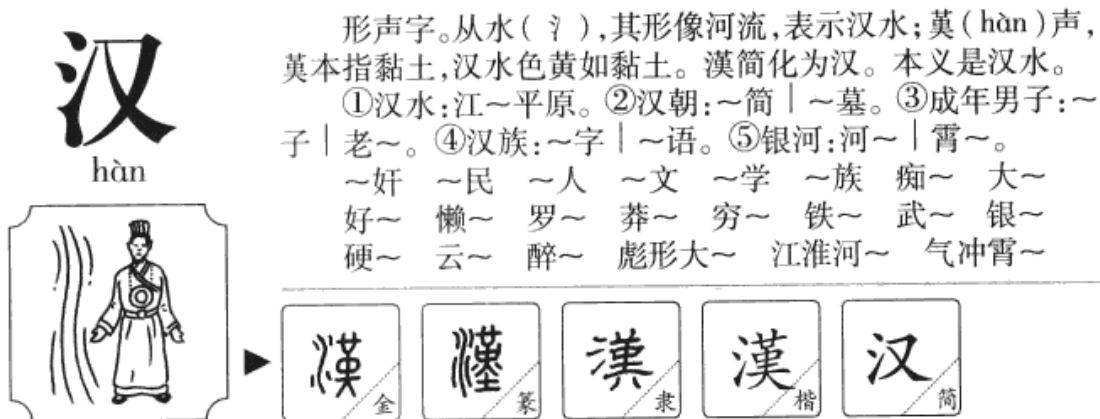 汉
hàn
形声字。从水(氵),其形像河流,表示汉水;𦰩(hàn)声,
𦰩本指黏土,汉水色黄如黏土。漢简化为汉。本义是汉水。
①汉水:江～平原。②汉朝:～简｜～墓。③成年男子:～
子｜老～。④汉族:～字｜～语。⑤银河:河～｜霄～。
～奸 ～民 ～人 ～文 ～学 ～族 痴～ 大～
好～ 懒～ 罗～ 莽～ 穷～ 铁～ 武～ 银～
硬～ 云～ 醉～ 彪形大～ 江淮河～ 气冲霄～
漢 金 漢 篆 漢 隶 漢 楷 汉 简